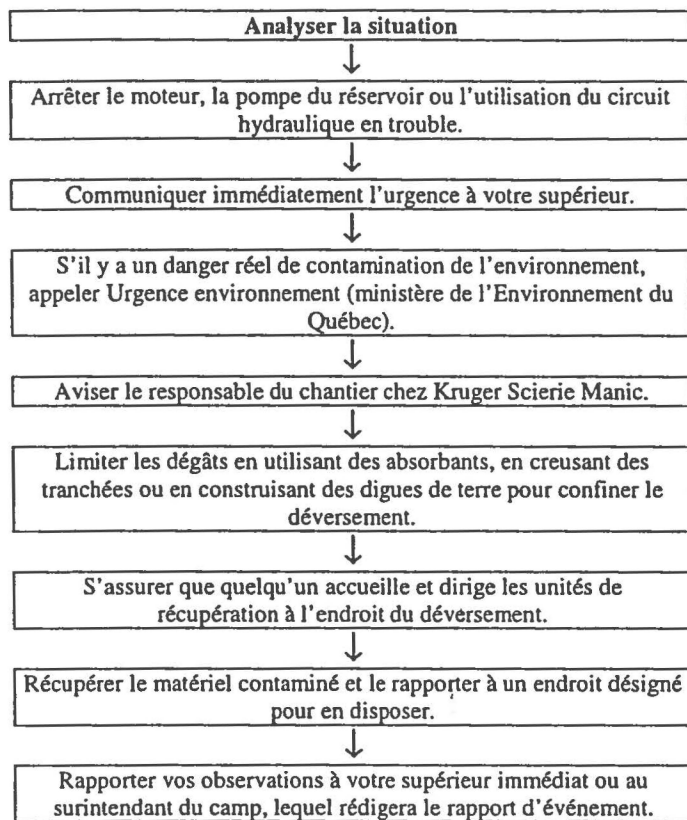 Analyser la situation
Arrêter le moteur, la pompe du réservoir ou l'utilisation du circuit
hydraulique en trouble.
Communiquer immédiatement l'urgence à votre supérieur.
S'il y a un danger réel de contamination de l'environnement,
appeler Urgence environnement (ministère de l'Environnement du
Québec).
Aviser le responsable du chantier chez Kruger Scierie Manic.
Limiter les dégâts en utilisant des absorbants, en creusant des
tranchées ou en construisant des digues de terre pour confiner le
déversement.
S'assurer que quelqu'un accueille et dirige les unités de
récupération à l'endroit du déversement.
Récupérer le matériel contaminé et le rapporter à un endroit désigné
pour en disposer.
Rapporter vos observations à votre supérieur immédiat ou au
surintendant du camp, lequel rédigera le rapport d'événement.